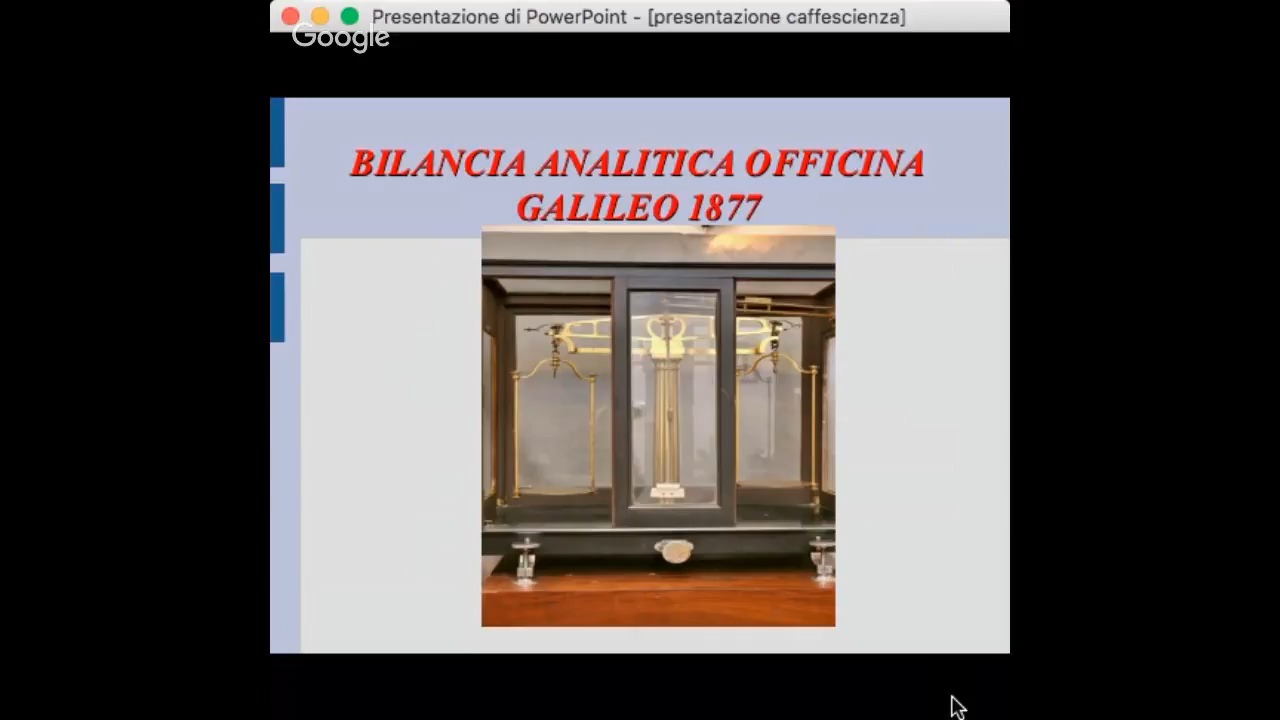 Presentazione di PowerPoint - [presentazione caffescienza]
Google
BILANCIA ANALITICA OFFICINA
GALILEO 1877